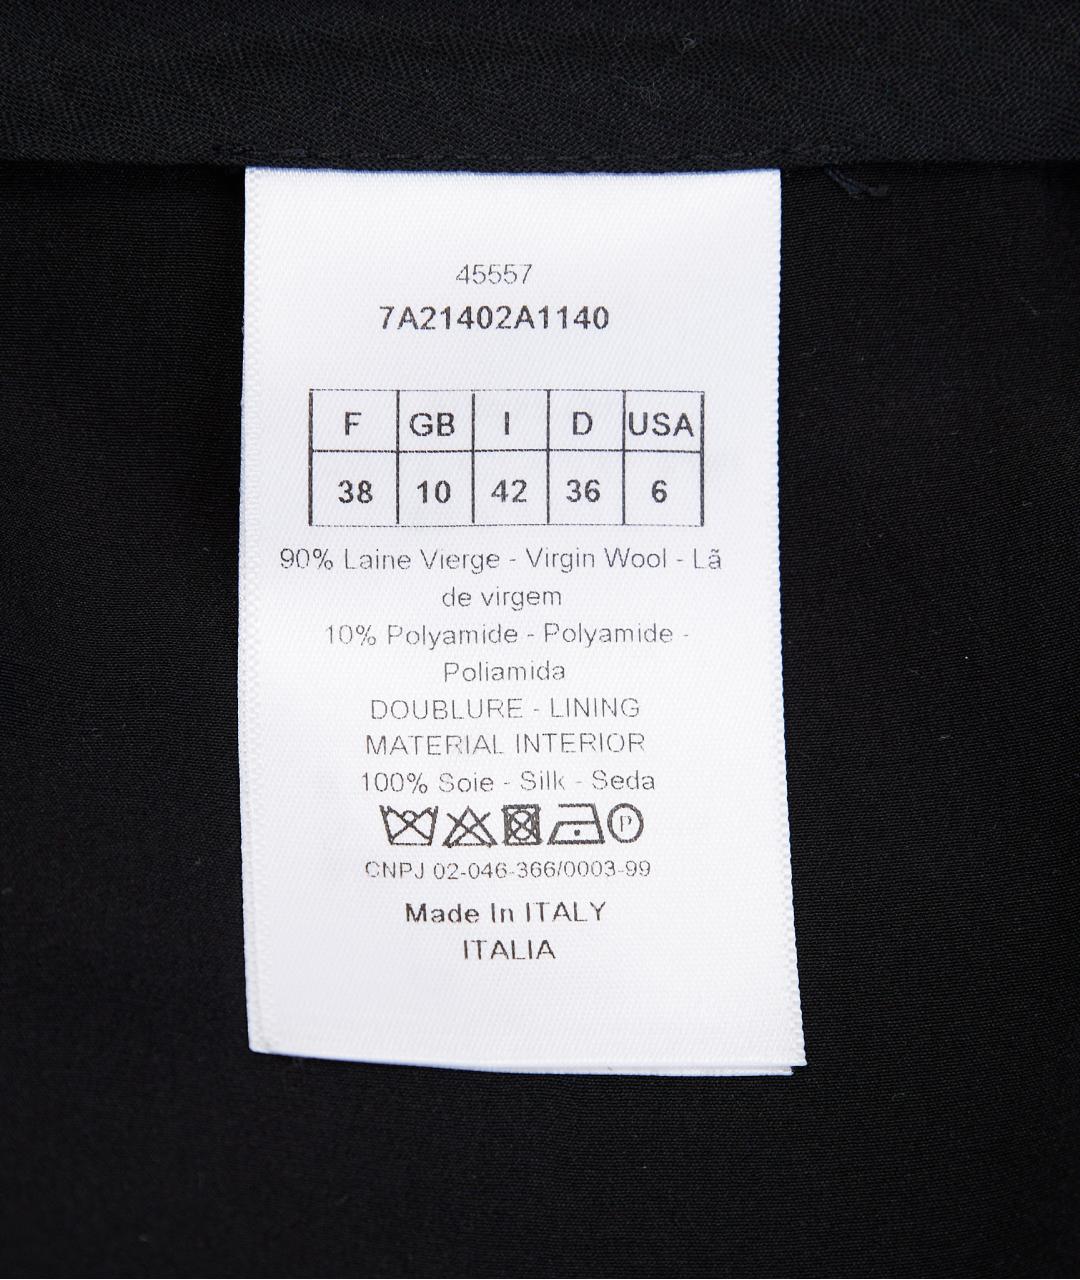 45557
7A21402A1140
F GB I D USA
38 10 42 36 6
90% Laine Vierge - Virgin Wool - Lã
de virgem
10% Polyamide - Polyamide -
Poliamida
DOUBLURE - LINING
MATERIAL INTERIOR
100% Soie - Silk - Seda
P
CNPJ 02-046-366/0003-99
Made In ITALY
ITALIA